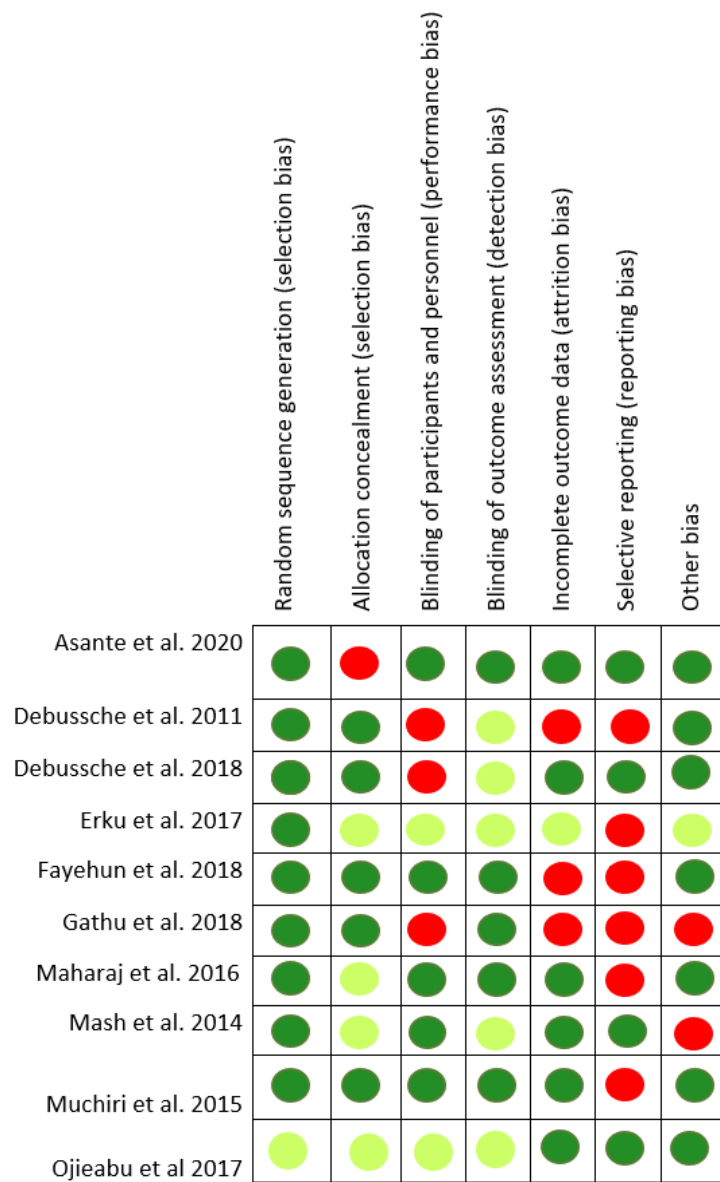 Random sequence generation (selection bias)
Allocation concealment (selection bias)
Blinding of participants and personnel (performance bias)
Blinding of outcome assessment (detection bias)
Incomplete outcome data (attrition bias)
Selective reporting (reporting bias)
Other bias
Asante et al. 2020
Debussche et al. 2011
Debussche et al. 2018
Erku et al. 2017
Fayehun et al. 2018
Gathu et al. 2018
Maharaj et al. 2016
Mash et al. 2014
Muchiri et al. 2015
Ojieabu et al 2017